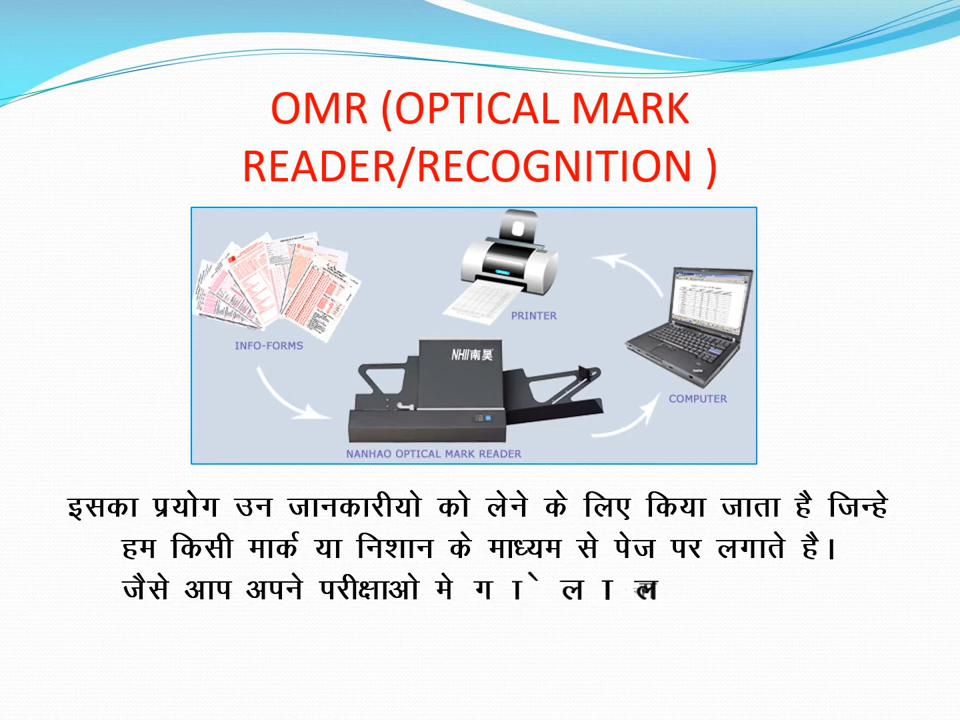 OMR (OPTICAL MARK
READER/RECOGNITION )
PRINTER
INFO-FORMS
NHII南昊
COMPUTER
NANHAO OPTICAL MARK READER
इसका प्रयोग उन जानकारीयो को लेने के लिए किया जाता है जिन्हे
हम किसी मार्क या निशान के माध्यम से पेज पर लगाते है।
जैसे आप अपने परीक्षाओ मे